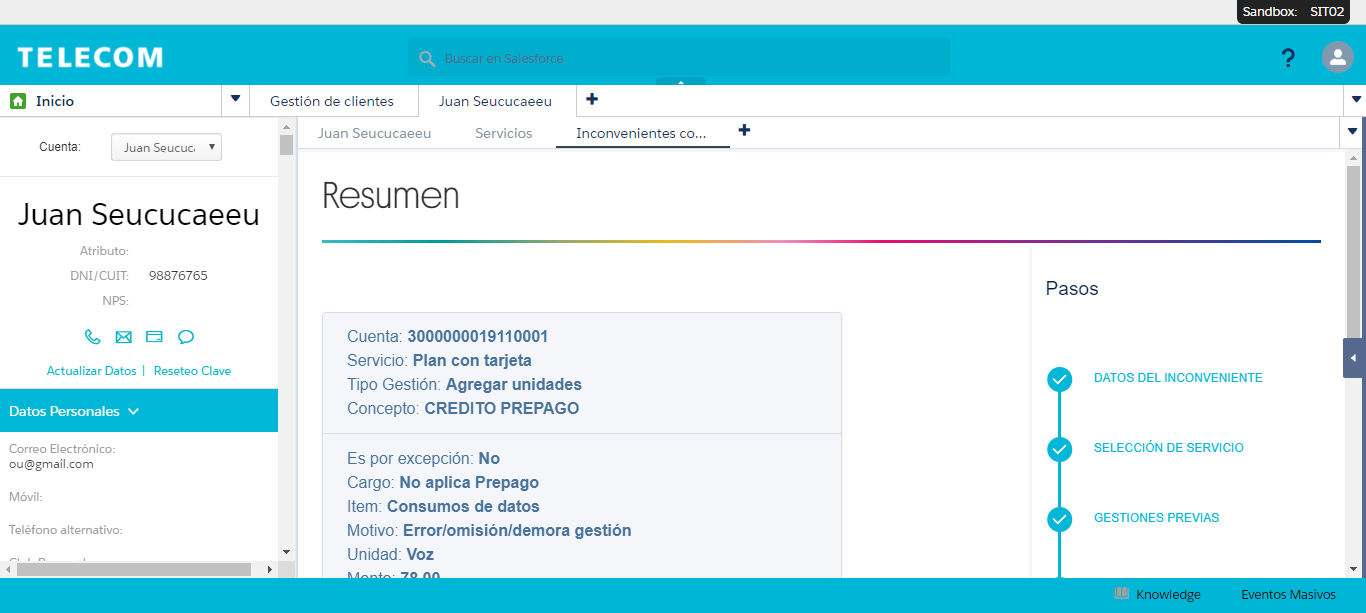 Sandbox: SIT02
TELECOM
Buscar en Salesforce
?
Inicio
Gestión de clientes
Juan Seucucaeeu
Juan Seucucaeeu
Servicios
Inconvenientes co...
Cuenta: Juan Seucuca
Juan Seucucaeeu
Atributo:
DNI/CUIT: 98876765
NPS:
Actualizar Datos | Reseteo Clave
Datos Personales
Correo Electrónico:
ou@gmail.com
Móvil:
Teléfono alternativo:
Resumen
Cuenta: 3000000019110001
Servicio: Plan con tarjeta
Tipo Gestión: Agregar unidades
Concepto: CREDITO PREPAGO
Es por excepción: No
Cargo: No aplica Prepago
Item: Consumos de datos
Motivo: Error/omisión/demora gestión
Unidad: Voz
Monto: 78.00
Pasos
DATOS DEL INCONVENIENTE
SELECCIÓN DE SERVICIO
GESTIONES PREVIAS
Knowledge
Eventos Masivos